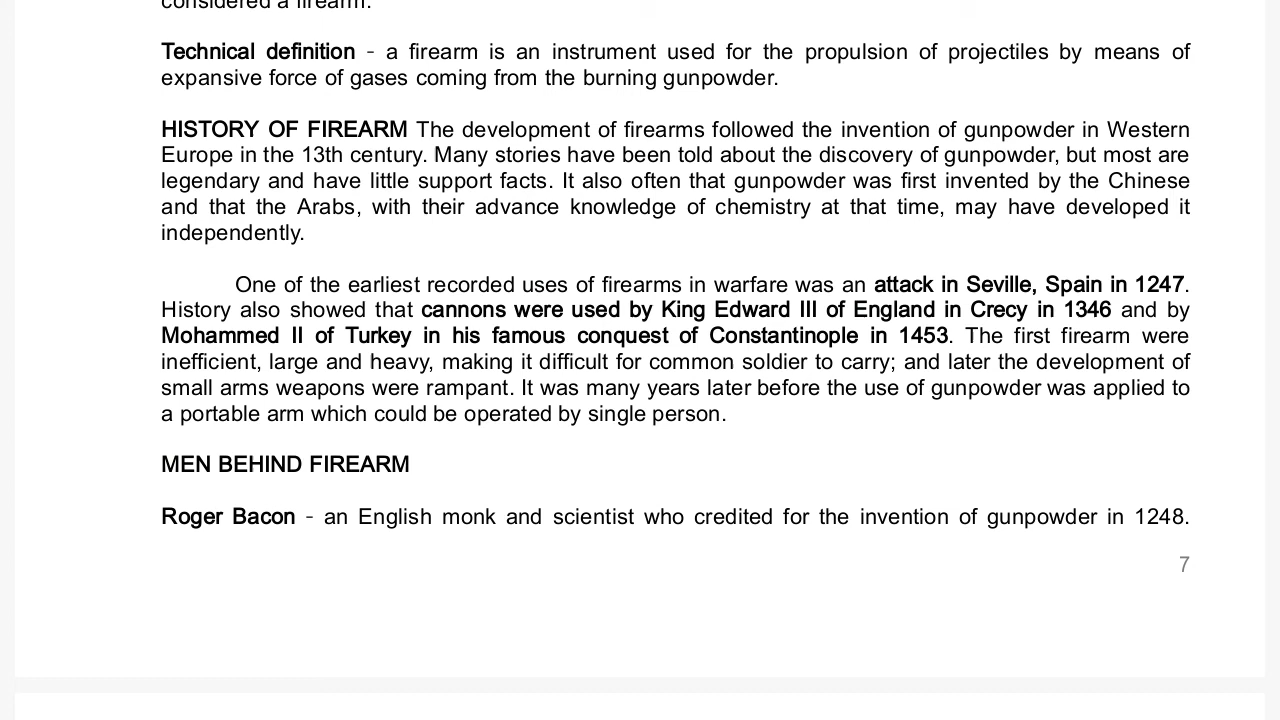 considered a firearm.
Technical definition - a firearm is an instrument used for the propulsion of projectiles by means of
expansive force of gases coming from the burning gunpowder.
HISTORY OF FIREARM The development of firearms followed the invention of gunpowder in Western
Europe in the 13th century. Many stories have been told about the discovery of gunpowder, but most are
legendary and have little support facts. It also often that gunpowder was first invented by the Chinese
and that the Arabs, with their advance knowledge of chemistry at that time, may have developed it
independently.
One of the earliest recorded uses of firearms in warfare was an attack in Seville, Spain in 1247.
History also showed that cannons were used by King Edward III of England in Crecy in 1346 and by
Mohammed II of Turkey in his famous conquest of Constantinople in 1453. The first firearm were
inefficient, large and heavy, making it difficult for common soldier to carry; and later the development of
small arms weapons were rampant. It was many years later before the use of gunpowder was applied to
a portable arm which could be operated by single person.
MEN BEHIND FIREARM
Roger Bacon - an English monk and scientist who credited for the invention of gunpowder in 1248.
7